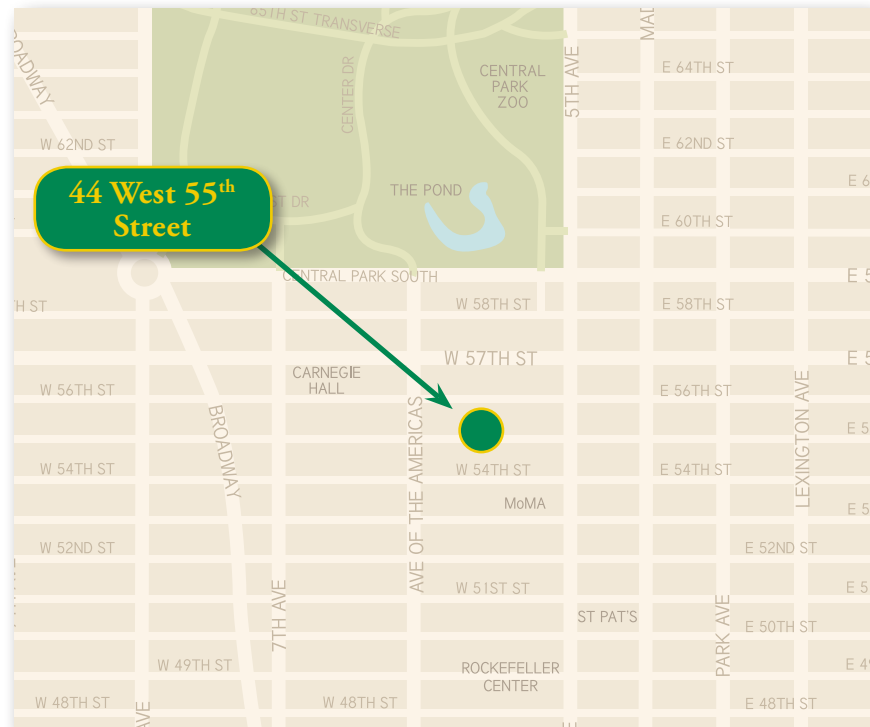 65TH ST TRANSVERSE
BROADWAY
CENTER DR
CENTRAL
PARK
ZOO
5TH AVE
E 64TH ST
W 62ND ST
E 62ND ST
44 West 55th
Street
ST DR
THE POND
E 60TH ST
CENTRAL PARK SOUTH
W 58TH ST
E 58TH ST
W 57TH ST
CARNEGIE
HALL
W 56TH ST
E 56TH ST
BROADWAY
AVE OF THE AMERICAS
LEXINGTON AVE
W 54TH ST
W 54TH ST
E 54TH ST
MoMA
W 52ND ST
E 52ND ST
W 51ST ST
7TH AVE
ST PAT'S
PARK AVE
E 50TH ST
W 49TH ST
ROCKEFELLER
CENTER
W 48TH ST
W 48TH ST
E 48TH ST
AVE